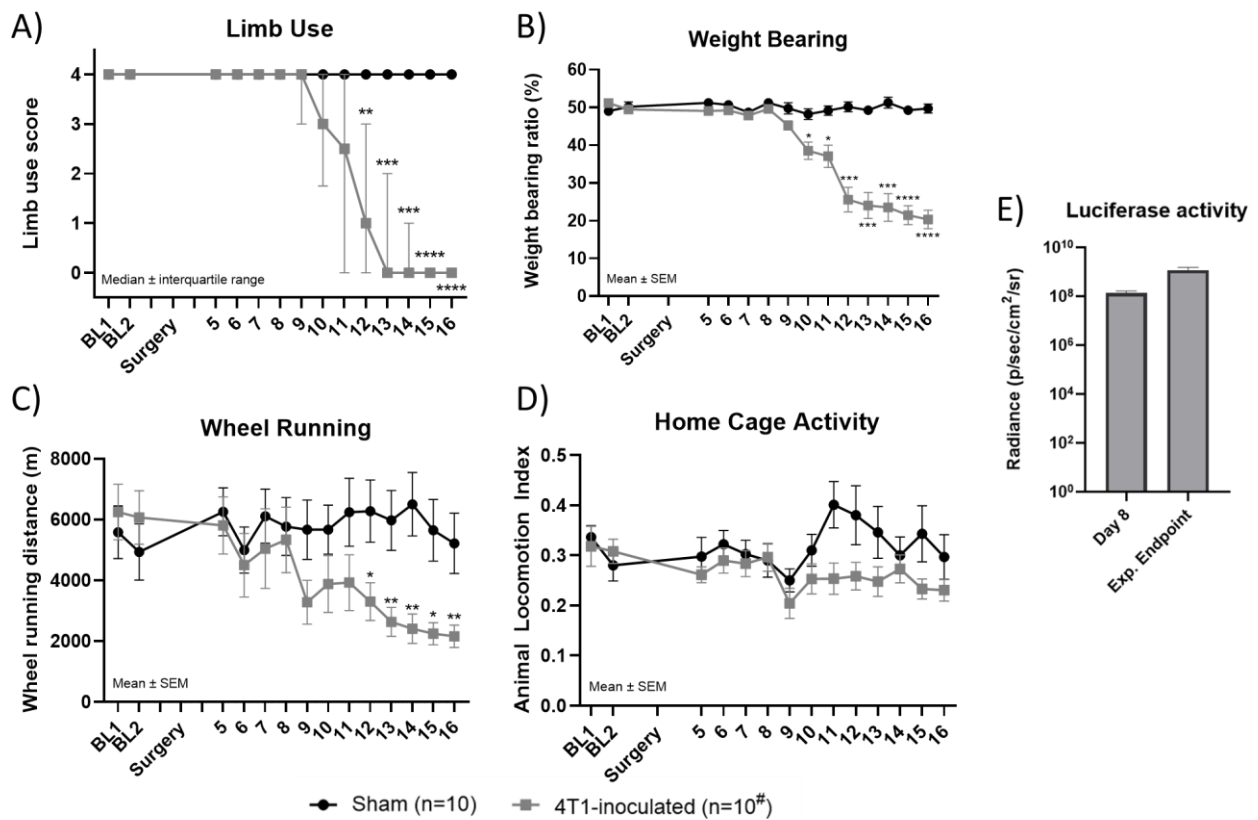 A)
Limb Use
Limb use score
4
3
2
1
0
**
***
***
****
****
Median ± interquartile range
BL1
BL2
Surgery
5
6
7
8
9
10
11
12
13
14
15
16
B)
Weight Bearing
Weight bearing ratio (%)
60
50
40
30
20
10
0
*
*
***
***
***
****
****
Mean ± SEM
BL1
BL2
Surgery
5
6
7
8
9
10
11
12
13
14
15
16
E)
Luciferase activity
Radiance (p/sec/cm²/sr)
10¹⁰
10⁸
10⁶
10⁴
10²
10⁰
Day 8
Exp. Endpoint
C)
Wheel Running
Wheel running distance (m)
8000
6000
4000
2000
0
*
**
**
*
**
Mean ± SEM
BL1
BL2
Surgery
5
6
7
8
9
10
11
12
13
14
15
16
D)
Home Cage Activity
Animal Locomotion Index
0.5
0.4
0.3
0.2
0.1
0.0
Mean ± SEM
BL1
BL2
Surgery
5
6
7
8
9
10
11
12
13
14
15
16
Sham (n=10)
4T1-inoculated (n=10#)